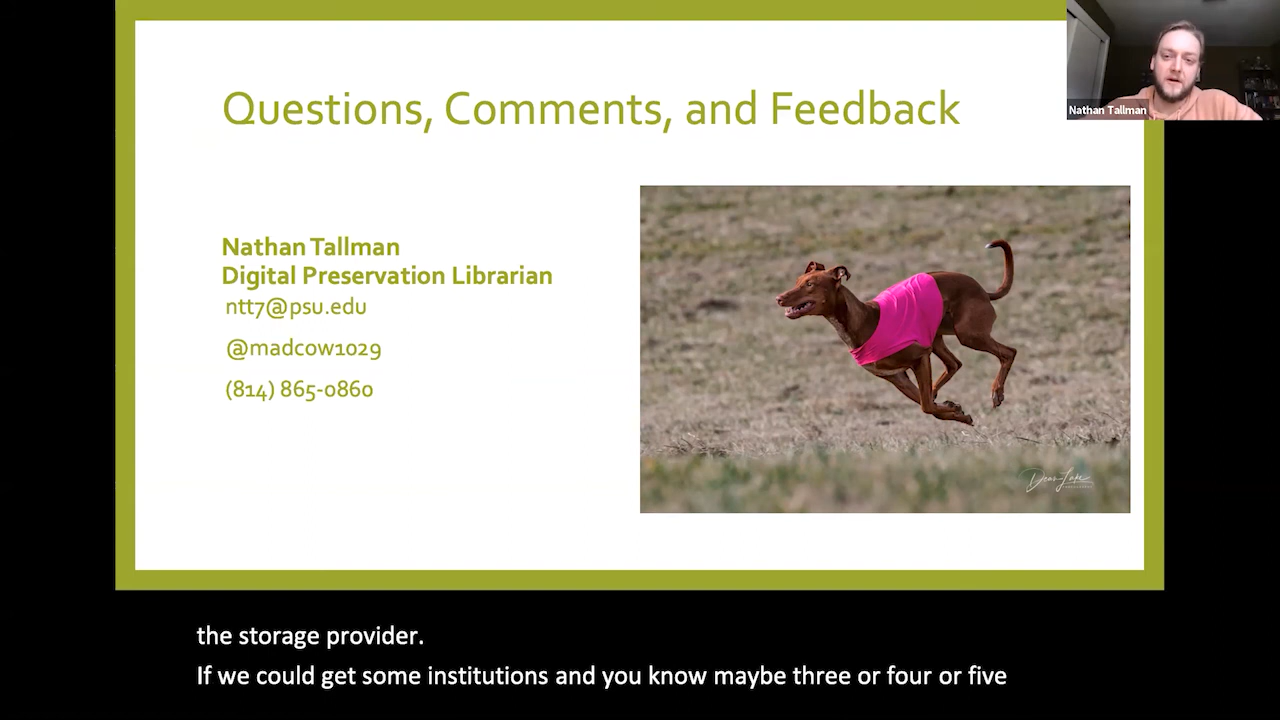 Questions, Comments, and Feedback
Nathan Tallman
Nathan Tallman
Digital Preservation Librarian
ntt7@psu.edu
@madcow1029
(814) 865-0860
the storage provider.
If we could get some institutions and you know maybe three or four or five